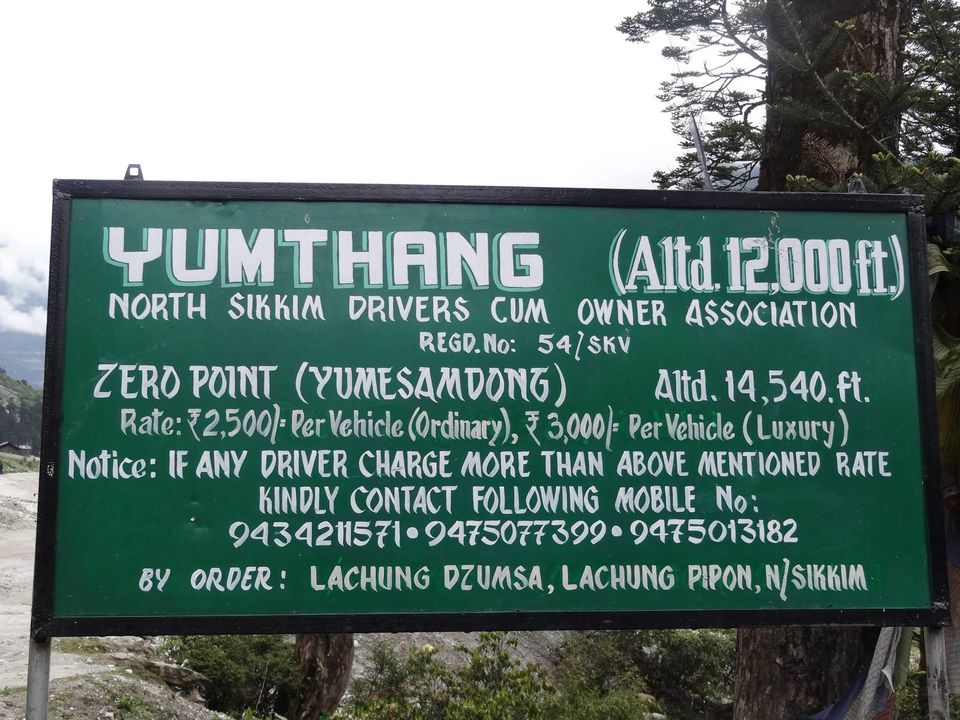 YUMTHANG (Altd. 12,000 ft.)
NORTH SIKKIM DRIVERS CUM OWNER ASSOCIATION
REGD. No: 54/SKV
ZERO POINT (YUMESAMDONG) Altd. 14,540.ft.
Rate: ₹2,500/= Per Vehicle (Ordinary), ₹ 3,000/= Per Vehicle (Luxury)
Notice: IF ANY DRIVER CHARGE MORE THAN ABOVE MENTIONED RATE
KINDLY CONTACT FOLLOWING MOBILE No:
9434211571 • 9475077399 • 9475013182
BY ORDER: LACHUNG DZUMSA, LACHUNG PIPON, N/SIKKIM